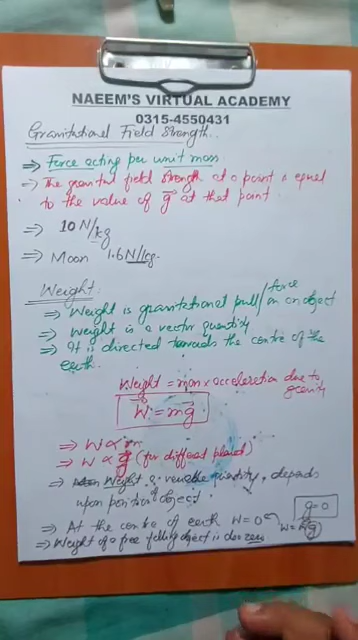 NAEEM'S VIRTUAL ACADEMY
0315-4550431
Gravitational Field Strength.
⇒ Force acting per unit mass.
⇒ The gravitational field strength at a point is equal
to the value of g⃗ at that point.
⇒ 10 N/kg
⇒ Moon 1.6 N/kg.
Weight:
⇒ Weight is gravitational pull/force on an object
⇒ Weight is a vector quantity
⇒ It is directed towards the centre of the
earth.
Weight = mass × acceleration due to
gravity
W⃗ = mg⃗
⇒ W ∝ m
⇒ W ∝ g (for different planet)
⇒ Weight is variable quantity, depends
upon position of object.
g=0
⇒ At the centre of earth W=0 W=mg
⇒ Weight of a free falling object is zero